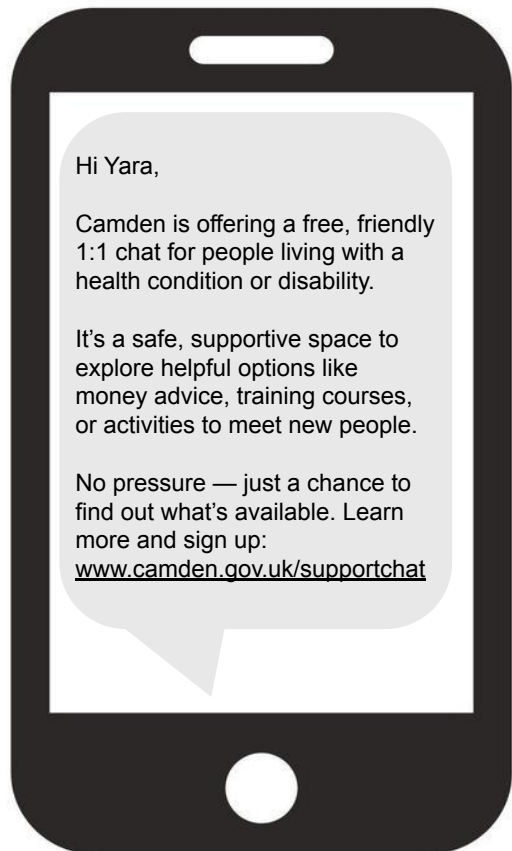 Hi Yara,
Camden is offering a free, friendly
1:1 chat for people living with a
health condition or disability.
It’s a safe, supportive space to
explore helpful options like
money advice, training courses,
or activities to meet new people.
No pressure — just a chance to
find out what’s available. Learn
more and sign up:
www.camden.gov.uk/supportchat